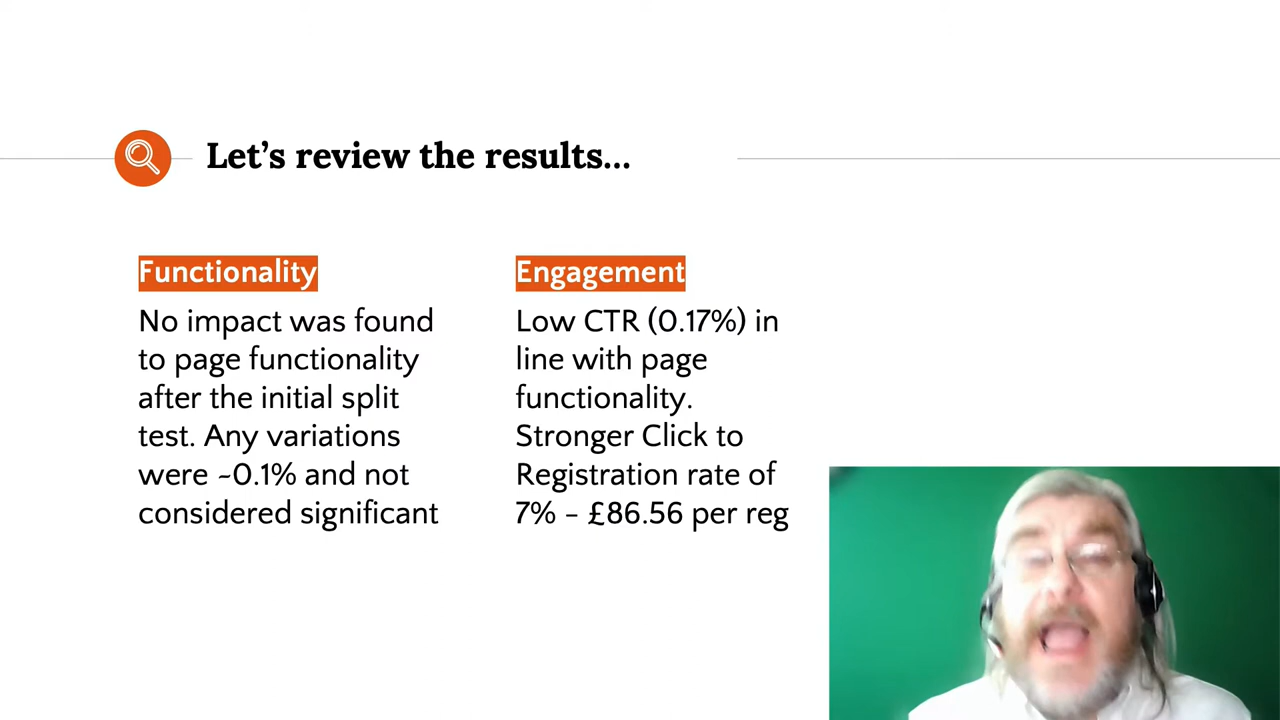 Let’s review the results...
Functionality
No impact was found
to page functionality
after the initial split
test. Any variations
were ~0.1% and not
considered significant
Engagement
Low CTR (0.17%) in
line with page
functionality.
Stronger Click to
Registration rate of
7% – £86.56 per reg